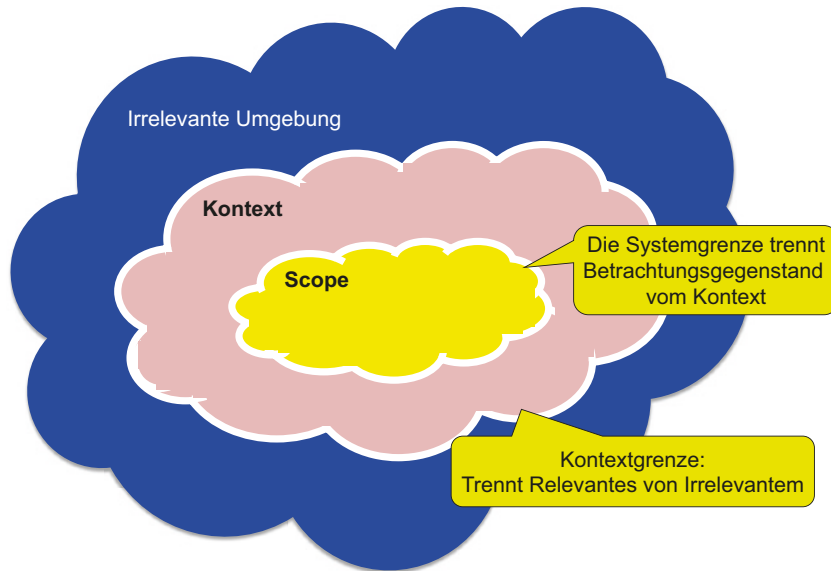 Irrelevante Umgebung
Kontext
Scope
Die Systemgrenze trennt
Betrachtungsgegenstand
vom Kontext
Kontextgrenze:
Trennt Relevantes von Irrelevantem